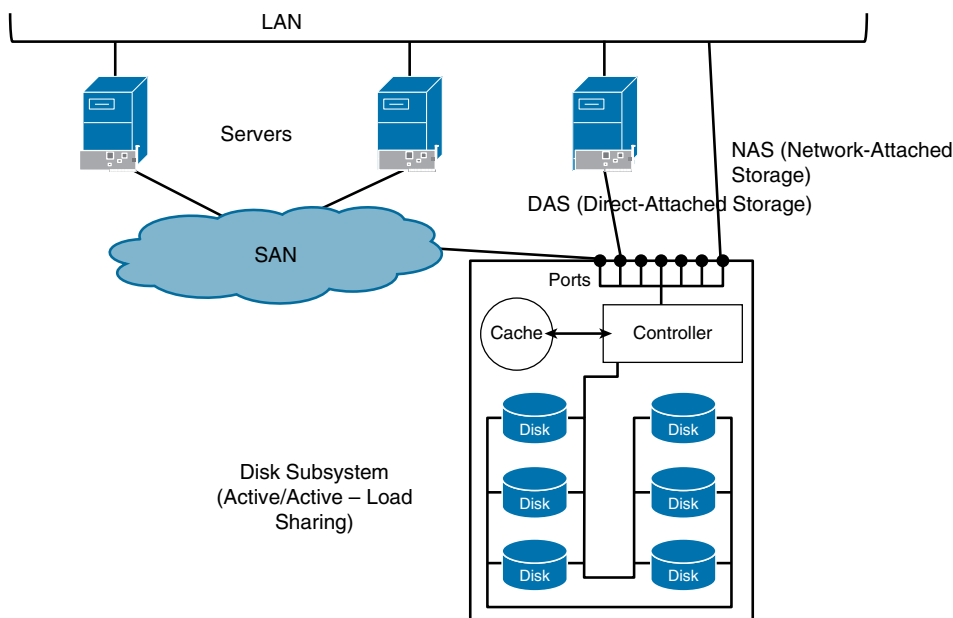 LAN
Servers
NAS (Network-Attached
Storage)
DAS (Direct-Attached Storage)
SAN
Ports
Cache
Controller
Disk
Disk
Disk Subsystem
(Active/Active – Load
Sharing)
Disk
Disk
Disk
Disk